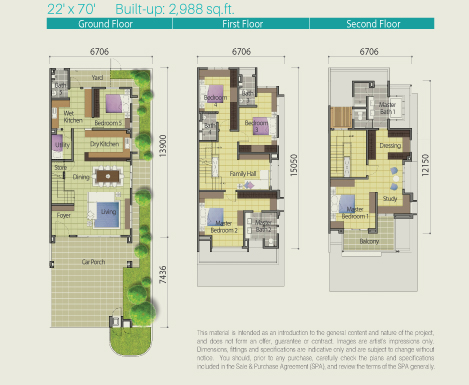 22' x 70' Built-up: 2,988 sq.ft.
Ground Floor
First Floor
Second Floor
6706
6706
6706
Yard
Bath 5
Wet Kitchen
Bedroom 5
Utility
Dry Kitchen
Store
Dining
Foyer
Living
Car Porch
13900
7436
Bedroom 4
Bath 3
Bath 4
Bedroom
Family Hall
Master Bedroom 2
Master Bath 2
15050
Master Bath 1
Dressing
Study
Master Bedroom 1
Balcony
12150
This material is intended as an introduction to the general content and nature of the project,
and does not form an offer, guarantee or contract. Images are artist's impressions only.
Dimensions, fittings and specifications are indicative only and are subject to change without
notice. You should, prior to any purchase, carefully check the plans and specifications
included in the Sale & Purchase Agreement (SPA), and review the terms of the SPA generally.